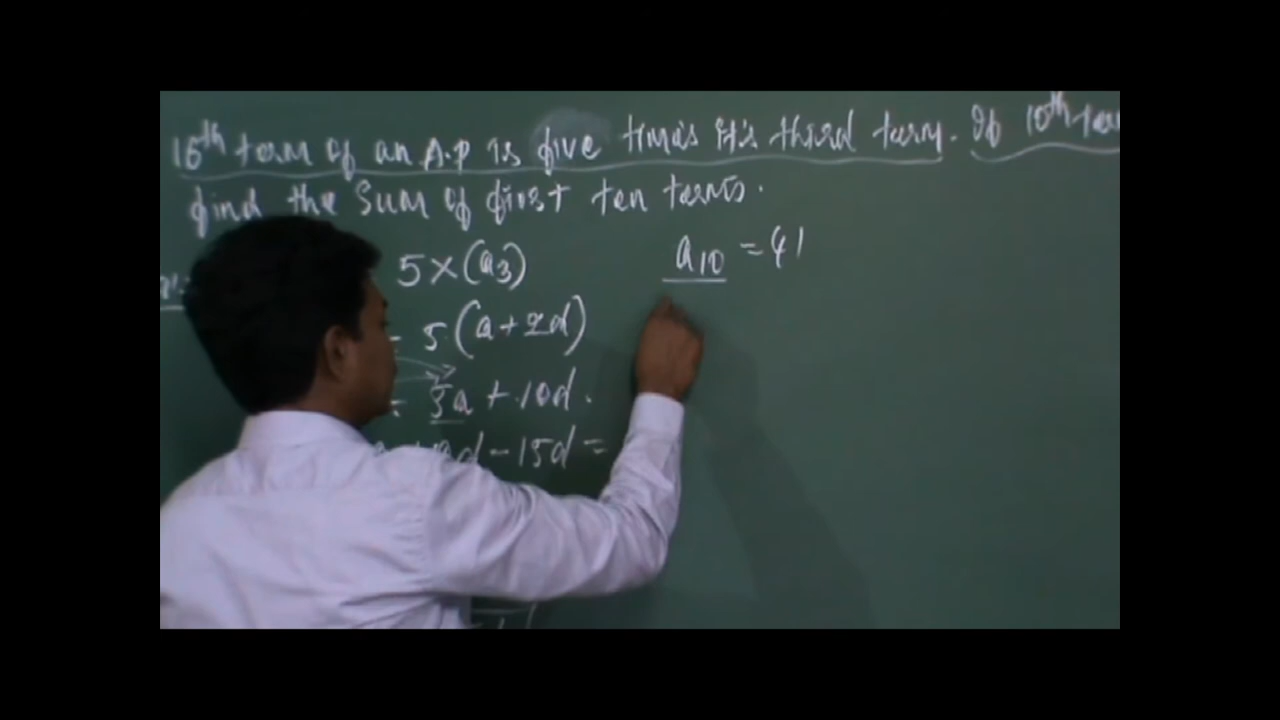 16th term of an A.P is five times it's third term. If 10th
find the Sum of first ten terms.
5×(a3) a10 = 41
= 5(a+2d)
= 5a + 10d.
d - 15d =